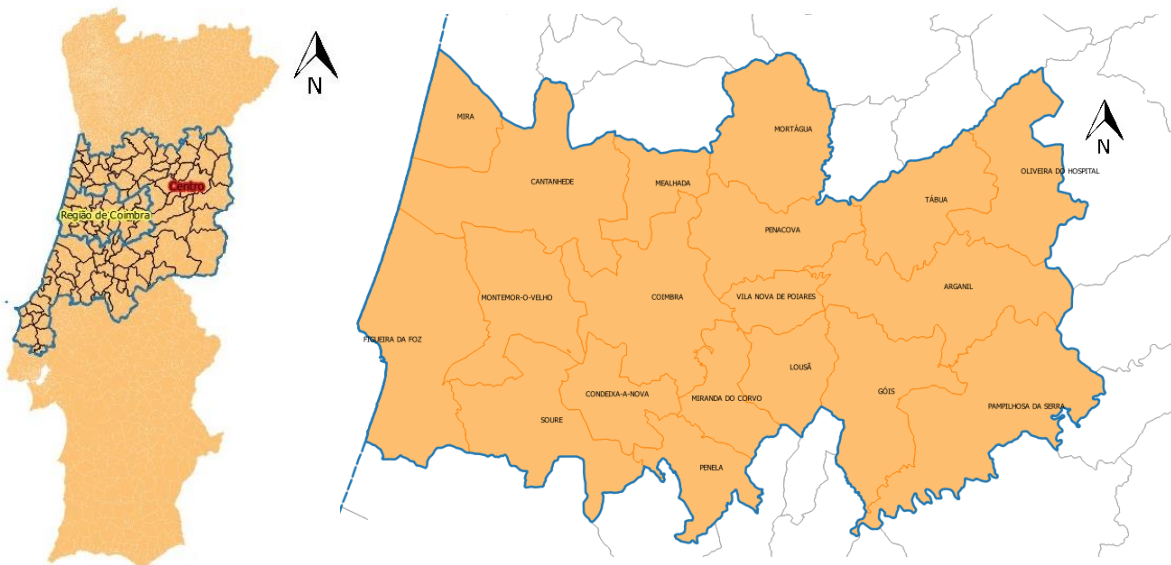 N
Centro
Região de Coimbra
N
MIRA
MORTÁGUA
CANTANHEDE
MEALHADA
OLIVEIRA DO HOSPITAL
TÁBUA
PENACOVA
ARGANIL
MONTEMOR-O-VELHO
COIMBRA
VILA NOVA DE POIARES
FIGUEIRA DA FOZ
LOUSÃ
GÓIS
CONDEIXA-A-NOVA
MIRANDA DO CORVO
PAMPILHOSA DA SERRA
SOURE
PENELA